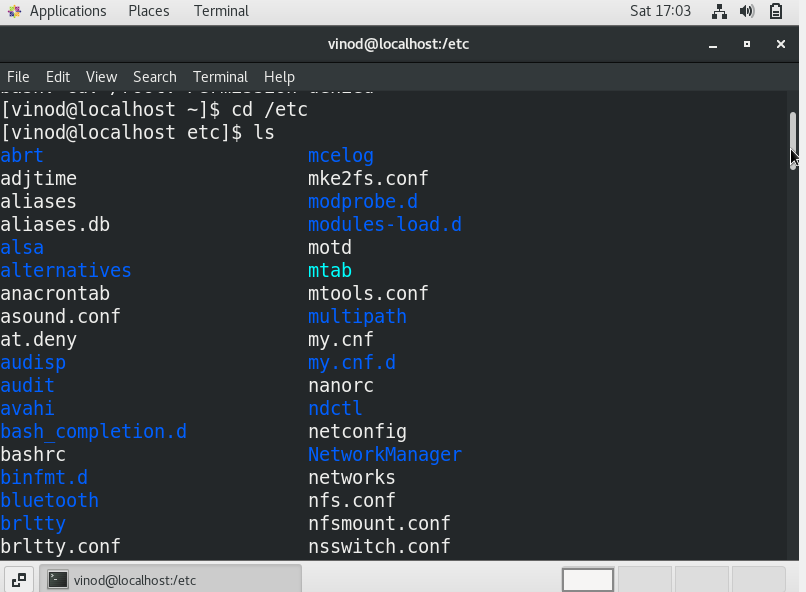 Applications Places Terminal Sat 17:03
vinod@localhost:/etc
File Edit View Search Terminal Help
[vinod@localhost ~]$ cd /etc
[vinod@localhost etc]$ ls
abrt mcelog
adjtime mke2fs.conf
aliases modprobe.d
aliases.db modules-load.d
alsa motd
alternatives mtab
anacrontab mtools.conf
asound.conf multipath
at.deny my.cnf
audisp my.cnf.d
audit nanorc
avahi ndctl
bash_completion.d netconfig
bashrc NetworkManager
binfmt.d networks
bluetooth nfs.conf
brltty nfsmount.conf
brltty.conf nsswitch.conf
vinod@localhost:/etc